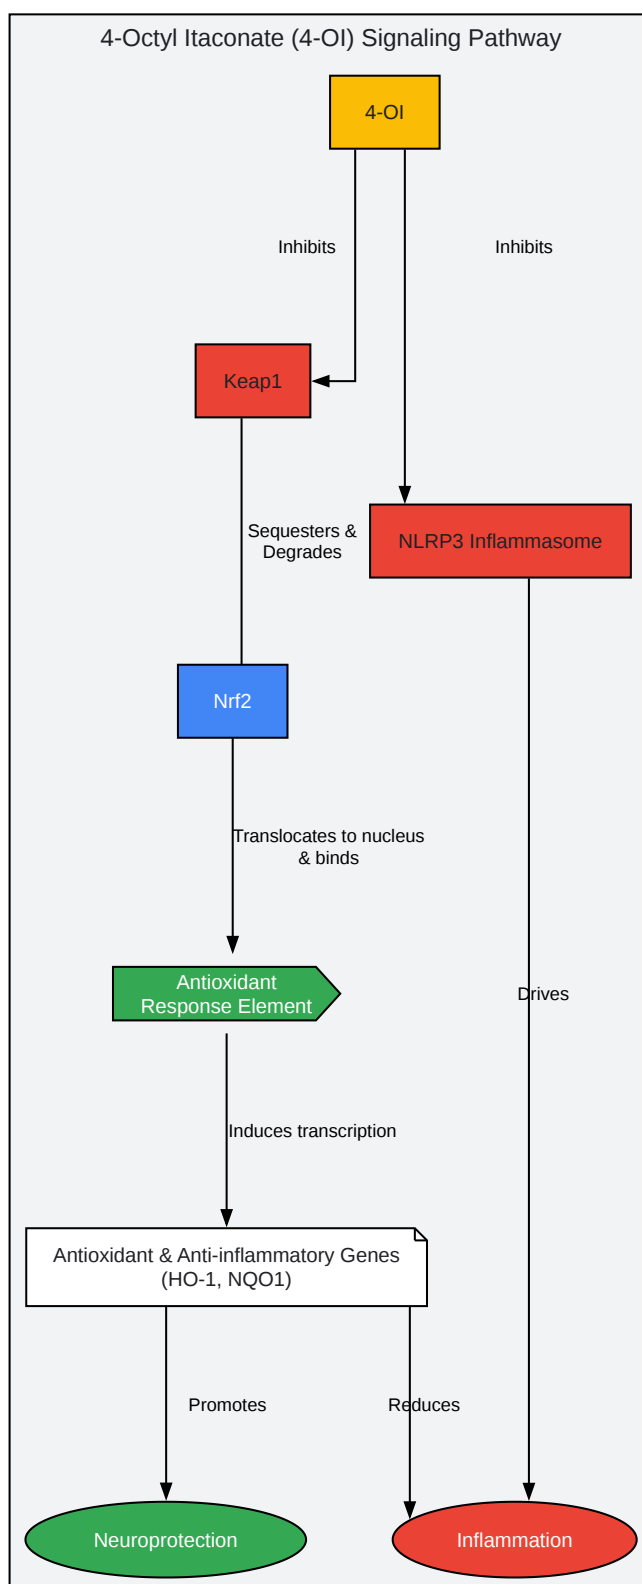 4-Octyl Itaconate (4-OI) Signaling Pathway
4-OI
Inhibits
Inhibits
Keap1
Sequesters &
Degrades
NLRP3 Inflammasome
Nrf2
Translocates to nucleus
& binds
Antioxidant
Response Element
Drives
Induces transcription
Antioxidant & Anti-inflammatory Genes
(HO-1, NQO1)
Promotes
Reduces
Neuroprotection
Inflammation